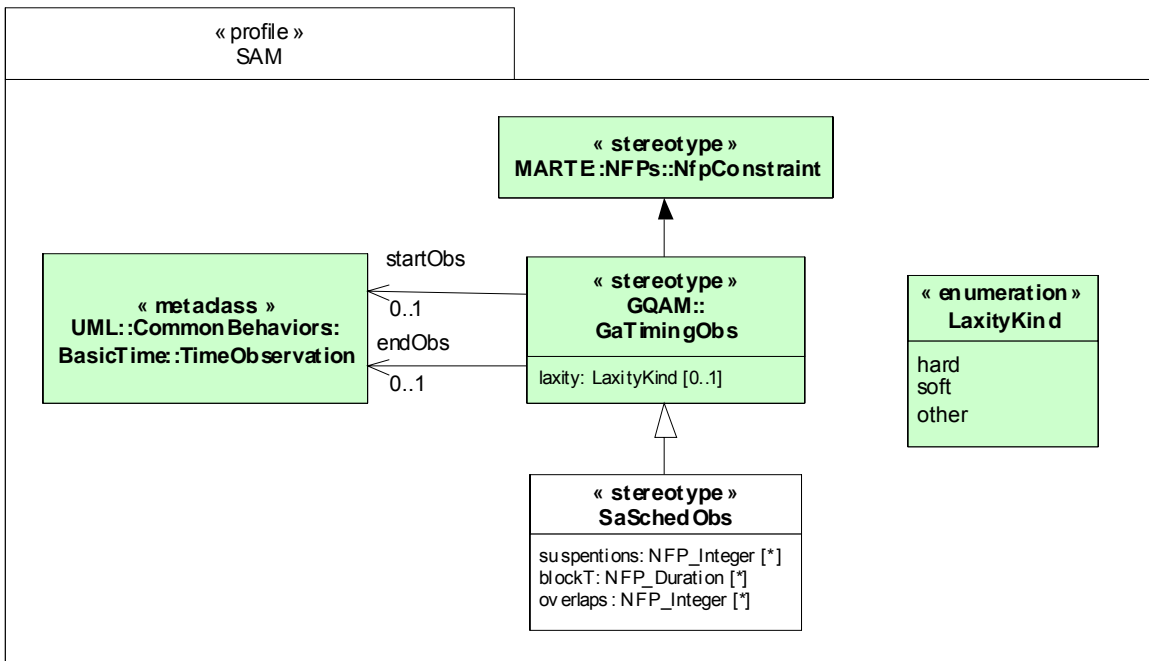 « profile »
SAM
« stereotype »
MARTE::NFPs::NfpConstraint
startObs
0..1
endObs
0..1
« metaclass »
UML::CommonBehaviors::
BasicTime::TimeObservation
« stereotype »
GQAM::
GaTimingObs
laxity: LaxityKind [0..1]
« enumeration »
LaxityKind
hard
soft
other
« stereotype »
SaSchedObs
suspentions: NFP_Integer [*]
blockT: NFP_Duration [*]
overlaps: NFP_Integer [*]